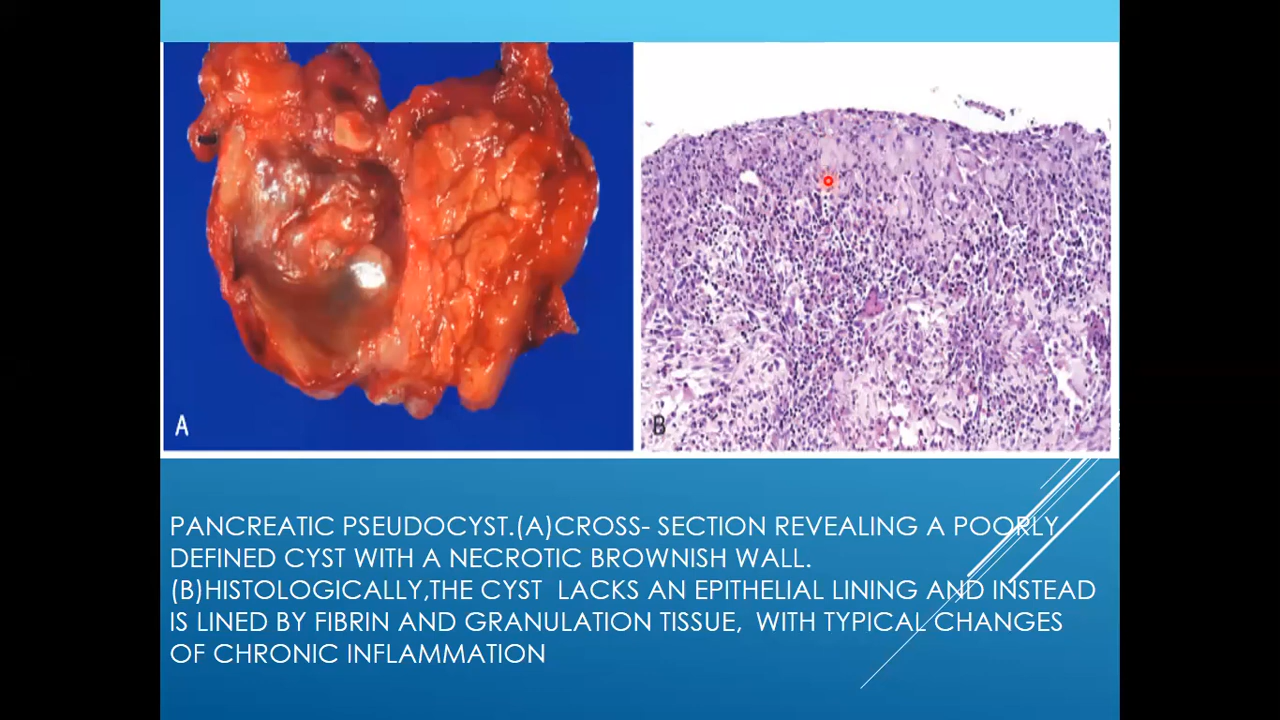 A
B
PANCREATIC PSEUDOCYST.(A)CROSS- SECTION REVEALING A POORLY
DEFINED CYST WITH A NECROTIC BROWNISH WALL.
(B)HISTOLOGICALLY,THE CYST LACKS AN EPITHELIAL LINING AND INSTEAD
IS LINED BY FIBRIN AND GRANULATION TISSUE, WITH TYPICAL CHANGES
OF CHRONIC INFLAMMATION